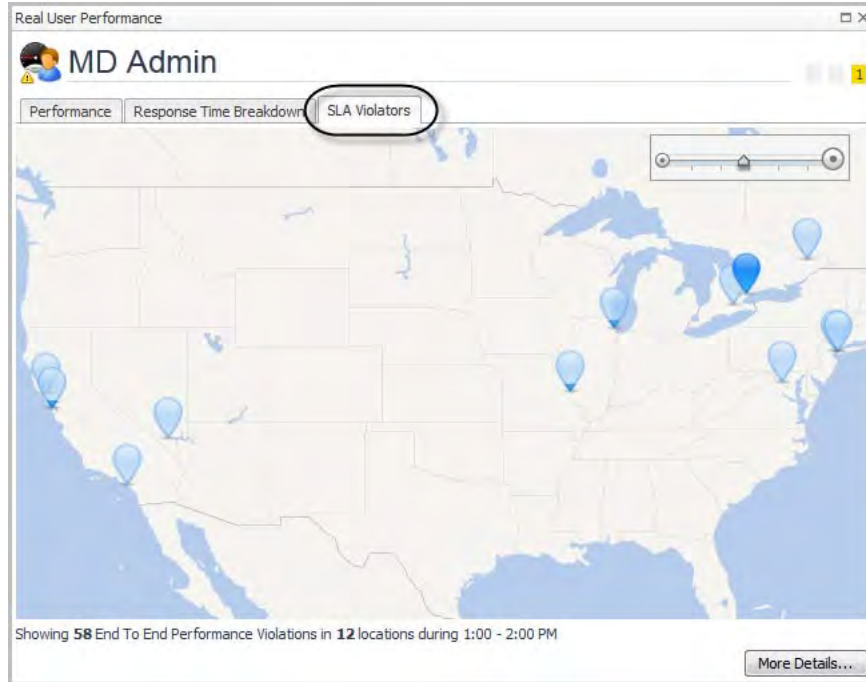 Real User Performance
MD Admin
1
Performance Response Time Breakdown SLA Violators
Showing 58 End To End Performance Violations in 12 locations during 1:00 - 2:00 PM
More Details...